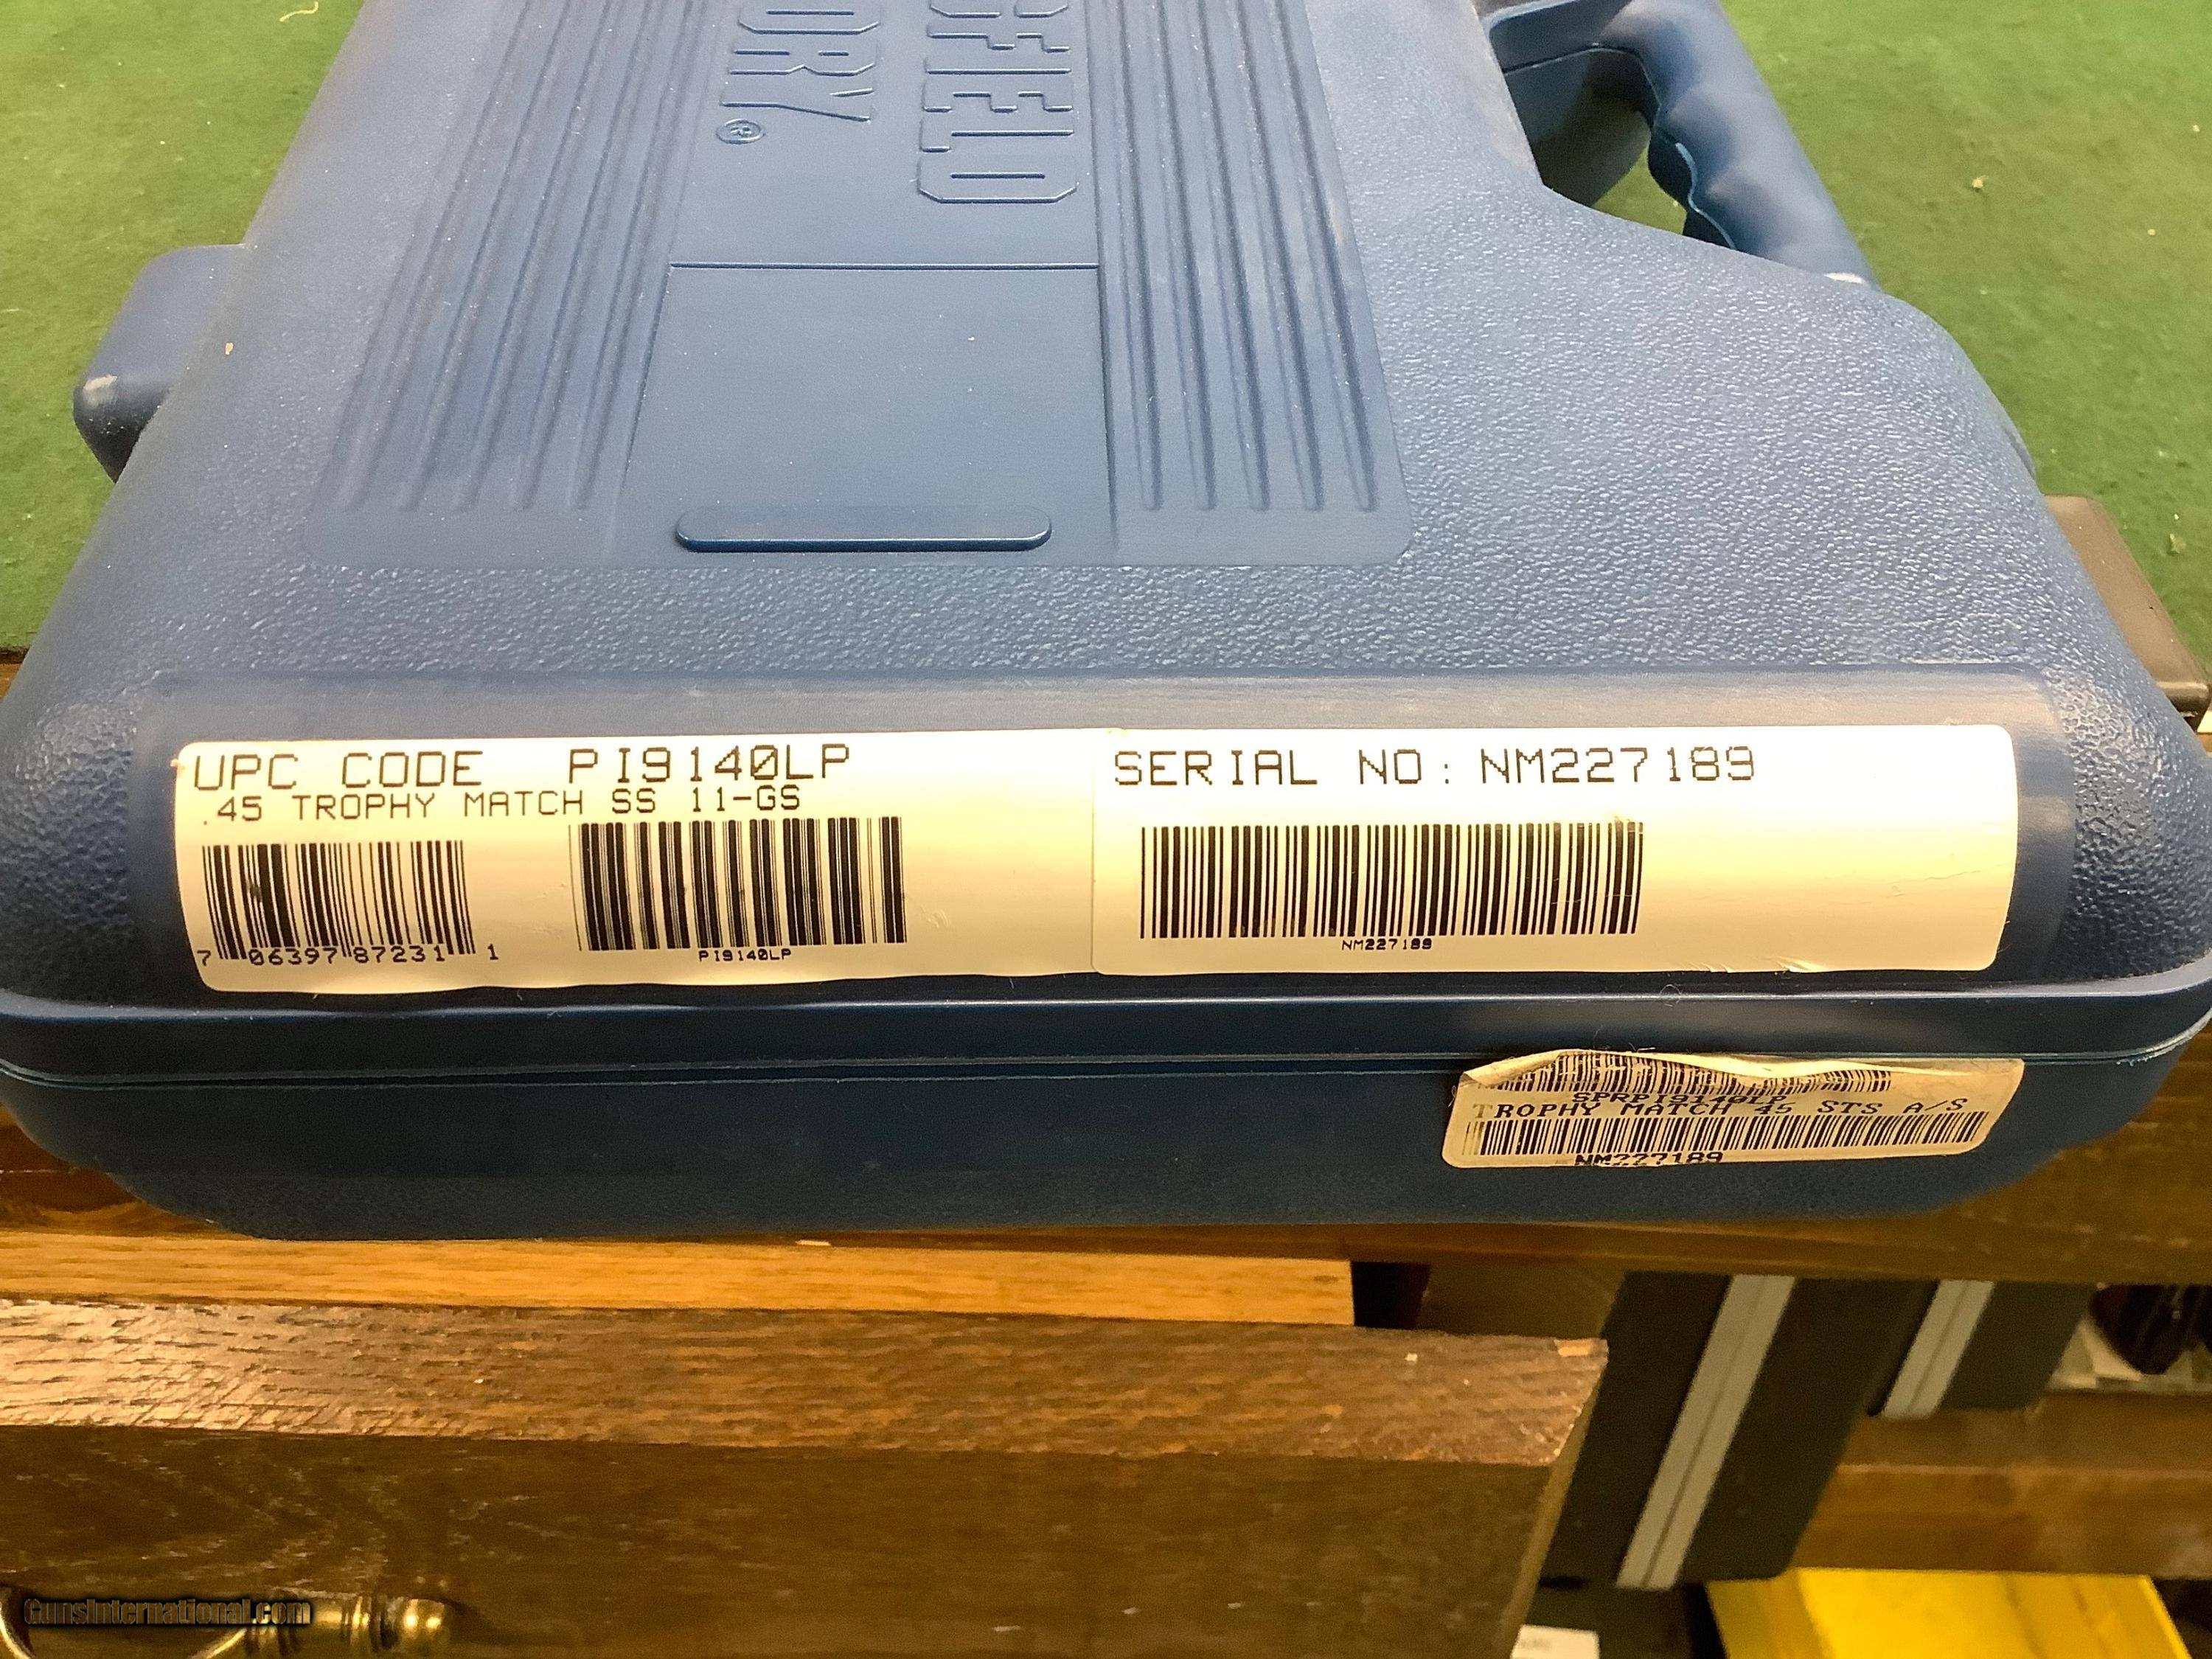 ORY.®
UPC CODE PI9140LP
.45 TROPHY MATCH SS 11-GS
7 06397 87231 1
PI9140LP
SERIAL NO: NM227189
NM227189
SPRPI9140LP
TROPHY MATCH 45 STS A/S
NM227189
GunsInternational.com